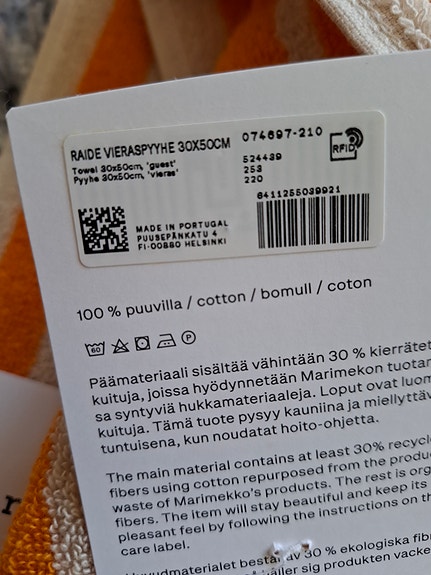 RAIDE VIERASPYYHE 30X50CM
Towel 30x50cm, 'guest'
Pyyhe 30x50cm, 'vieras'
074697-210
524439
253
220
RFID
6411255039921
MADE IN PORTUGAL
PUUSEPÄNKATU 4
FI-00880 HELSINKI
100 % puuvilla / cotton / bomull / coton
60
P
Päämateriaali sisältää vähintään 30 % kierrätet
kuituja, joissa hyödynnetään Marimekon tuotan
sa syntyviä hukkamateriaaleja. Loput ovat luom
kuituja. Tämä tuote pysyy kauniina ja miellyttäv
tuntuisena, kun noudatat hoito-ohjetta.
The main material contains at least 30% recycle
fibers using cotton repurposed from the produc
waste of Marimekko's products. The rest is org
fibers. The item will stay beautiful and keep its
pleasant feel by following the instructions on th
care label.
av 30 % ekologiska fib
sig produkten vacke
r